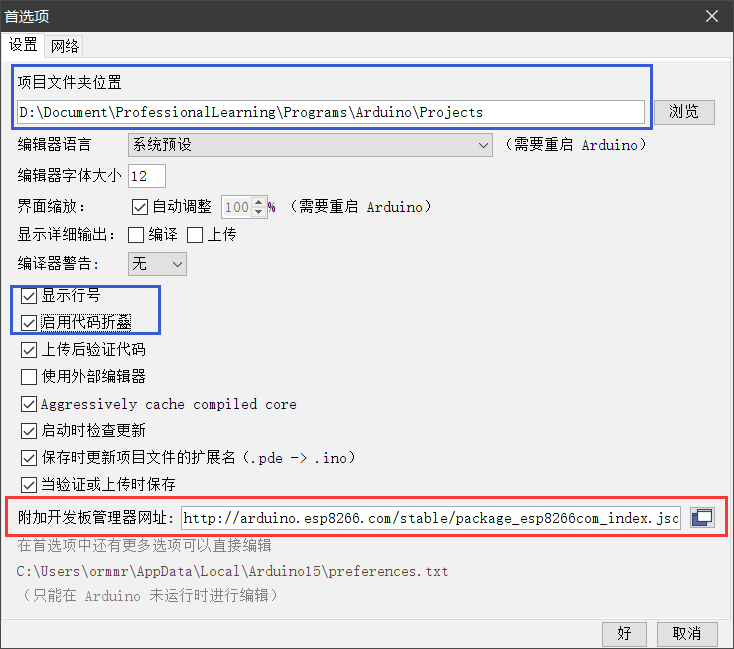 首选项
设置 网络
项目文件夹位置
D:\Document\ProfessionalLearning\Programs\Arduino\Projects 浏览
编辑器语言 系统预设 （需要重启 Arduino）
编辑器字体大小 12
界面缩放： 自动调整 100 % （需要重启 Arduino）
显示详细输出： 编译 上传
编译器警告: 无
显示行号
启用代码折叠
上传后验证代码
使用外部编辑器
Aggressively cache compiled core
启动时检查更新
保存时更新项目文件的扩展名（.pde -> .ino）
当验证或上传时保存
附加开发板管理器网址: http://arduino.esp8266.com/stable/package_esp8266com_index.jsc
在首选项中还有更多选项可以直接编辑
C:\Users\ormmr\AppData\Local\Arduino15\preferences.txt
（只能在 Arduino 未运行时进行编辑）
好 取消